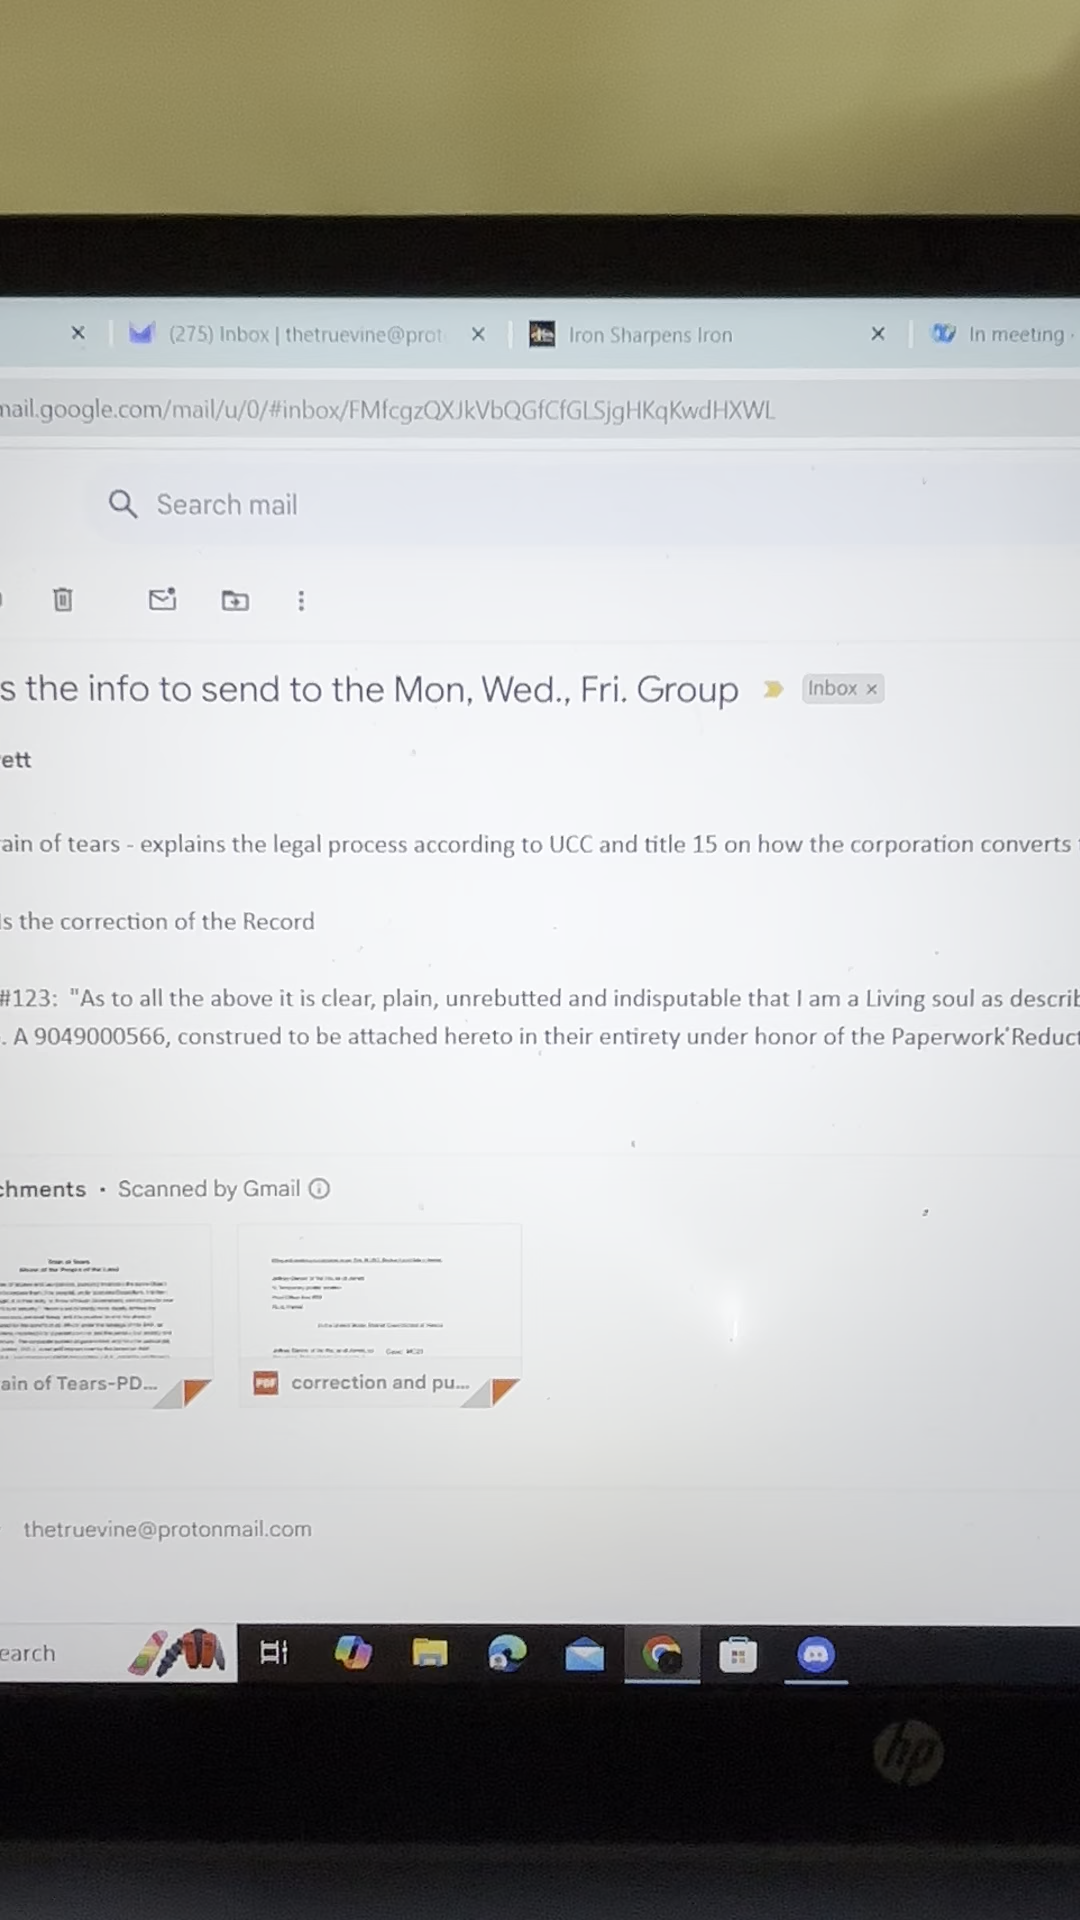 (275) Inbox | thetruevine@prot
Iron Sharpens Iron
In meeting
mail.google.com/mail/u/0/#inbox/FMfcgzQXJkVbQGfCfGLSjgHKqKwdHXWL
Search mail
s the info to send to the Mon, Wed., Fri. Group
Inbox ×
ett
ain of tears - explains the legal process according to UCC and title 15 on how the corporation converts
Is the correction of the Record
#123: "As to all the above it is clear, plain, unrebutted and indisputable that I am a Living soul as describ
. A 9049000566, construed to be attached hereto in their entirety under honor of the Paperwork Reduct
chments • Scanned by Gmail
ain of Tears-PD...
PDF correction and pu...
thetruevine@protonmail.com
earch
hp